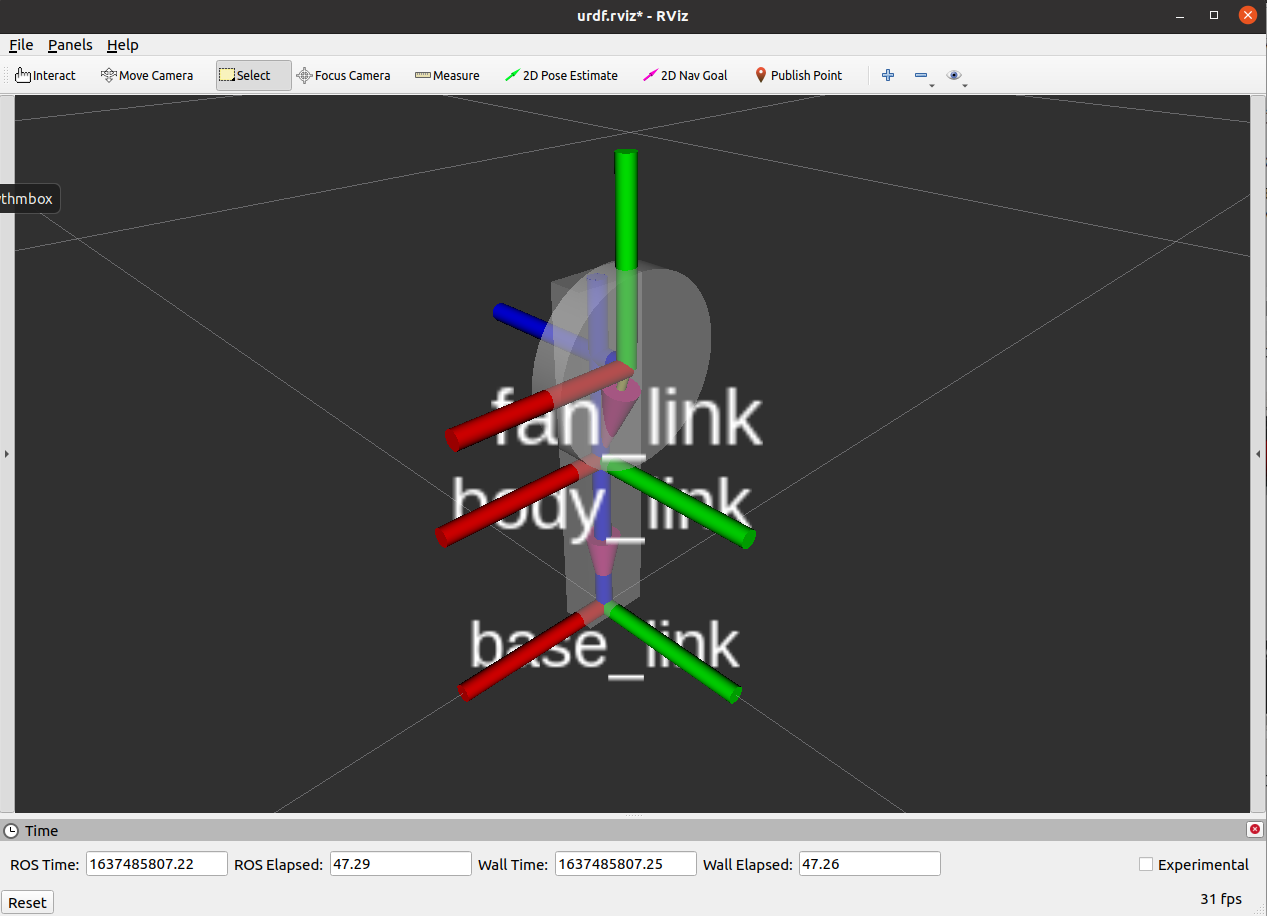 urdf.rviz* - RViz
File Panels Help
Interact Move Camera Select Focus Camera Measure 2D Pose Estimate 2D Nav Goal Publish Point
thmbox
fan_link
body_link
base_link
Time
ROS Time: 1637485807.22 ROS Elapsed: 47.29 Wall Time: 1637485807.25 Wall Elapsed: 47.26 Experimental
Reset 31 fps